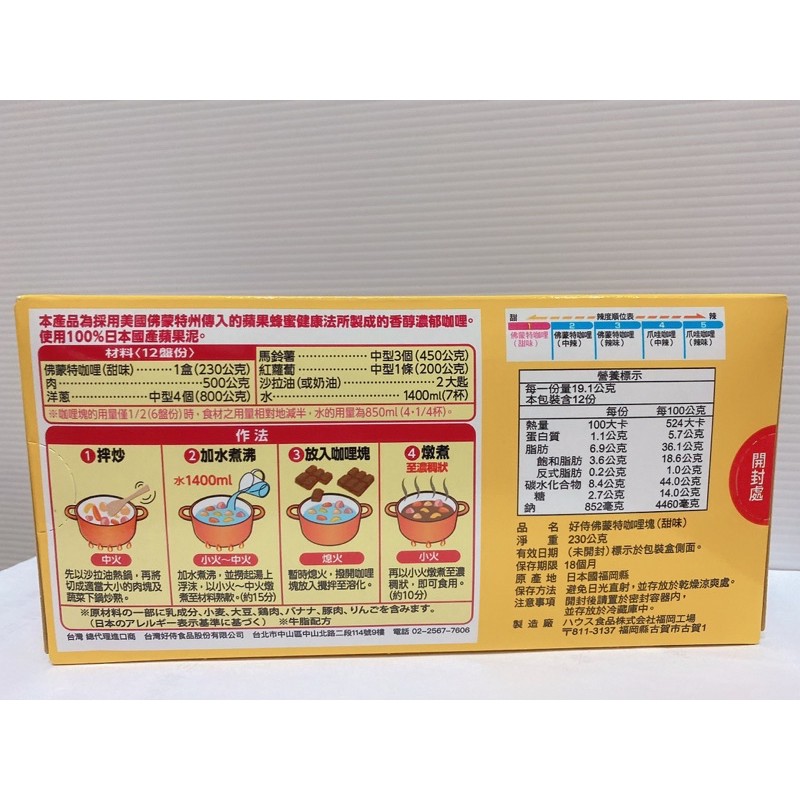 本產品為採用美國佛蒙特州傳入的蘋果蜂蜜健康法所製成的香醇濃郁咖哩。
使用100%日本國產蘋果泥。
材料〈12盤份〉
佛蒙特咖哩(甜味)……1盒(230公克)
肉……500公克
洋蔥……中型4個(800公克)
馬鈴薯……中型3個(450公克)
紅蘿蔔……中型1條(200公克)
沙拉油(或奶油)……2大匙
水……1400ml(7杯)
※咖哩塊的用量僅1/2(6盤份)時，食材之用量相對地減半，水的用量為850ml(4·1/4杯)。
作法
1 拌炒
中火
先以沙拉油熱鍋，再將
切成適當大小的肉塊及
蔬菜下鍋炒熟。
2 加水煮沸
水1400ml
小火~中火
加水煮沸，並撈起湯上
浮沫，以小火~中火燉
煮至材料熟軟。(約15分)
3 放入咖哩塊
熄火
暫時熄火，撥開咖哩
塊放入攪拌至溶化。
4 燉煮
至濃稠狀
小火
再以小火燉煮至濃
稠狀，即可食用。
(約10分)
※原材料の一部に乳成分、小麦、大豆、鶏肉、バナナ、豚肉、りんごを含みます。
(日本のアレルギー表示基準に基づく) ※牛脂配方
台灣 總代理進口商 台灣好侍食品股份有限公司 台北市中山區中山北路二段114號9樓 電話 02-2567-7606
甜 辣度順位表 辣
1 2 3 4 5
佛蒙特咖哩 佛蒙特咖哩 佛蒙特咖哩 爪哇咖哩 爪哇咖哩
(甜味) (中辣) (辣味) (中辣) (辣味)
營養標示
每一份量19.1公克
本包裝含12份
每份 每100公克
熱量 100大卡 524大卡
蛋白質 1.1公克 5.7公克
脂肪 6.9公克 36.1公克
飽和脂肪 3.6公克 18.6公克
反式脂肪 0.2公克 1.0公克
碳水化合物 8.4公克 44.0公克
糖 2.7公克 14.0公克
鈉 852毫克 4460毫克
開封處
品名 好侍佛蒙特咖哩塊(甜味)
淨重 230公克
有效日期 (未開封)標示於包裝盒側面。
保存期限 18個月
原產地 日本國福岡縣
保存方法 避免日光直射，並存放於乾燥涼爽處。
注意事項 開封後請置於密封容器內，
並存放於冷藏庫中。
製造廠 ハウス食品株式会社福岡工場
〒811-3137 福岡県古賀市古賀1